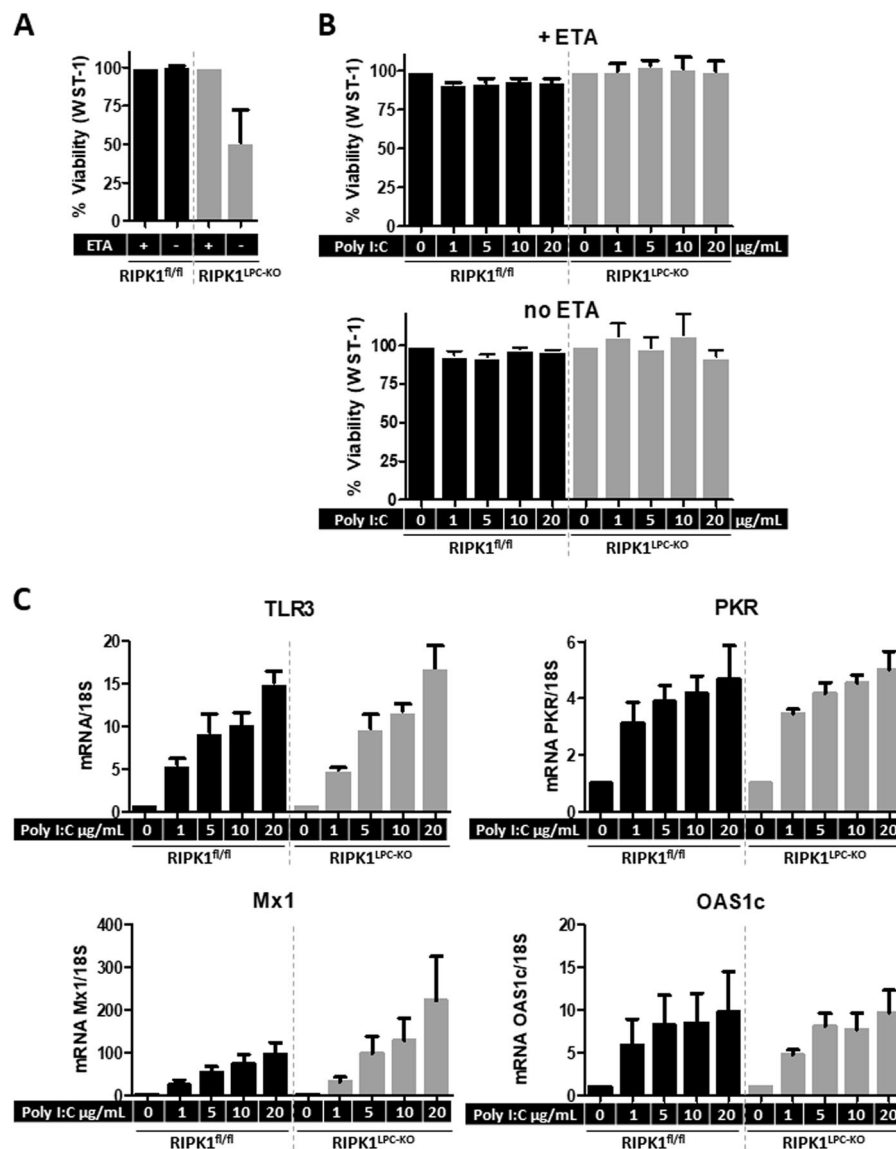 A
% Viability (WST-1)
100
75
50
25
0
ETA + - + -
RIPK1fl/fl RIPK1LPC-KO
B
+ ETA
% Viability (WST-1)
100
75
50
25
0
Poly I:C 0 1 5 10 20 0 1 5 10 20 µg/mL
RIPK1fl/fl RIPK1LPC-KO
no ETA
% Viability (WST-1)
100
75
50
25
0
Poly I:C 0 1 5 10 20 0 1 5 10 20 µg/mL
RIPK1fl/fl RIPK1LPC-KO
C
TLR3
mRNA/18S
20
15
10
5
0
Poly I:C µg/mL 0 1 5 10 20 0 1 5 10 20
RIPK1fl/fl RIPK1LPC-KO
PKR
mRNA PKR/18S
6
4
2
0
Poly I:C µg/mL 0 1 5 10 20 0 1 5 10 20
RIPK1fl/fl RIPK1LPC-KO
Mx1
mRNA Mx1/18S
400
300
200
100
0
Poly I:C µg/mL 0 1 5 10 20 0 1 5 10 20
RIPK1fl/fl RIPK1LPC-KO
OAS1c
mRNA OAS1c/18S
20
15
10
5
0
Poly I:C µg/mL 0 1 5 10 20 0 1 5 10 20
RIPK1fl/fl RIPK1LPC-KO